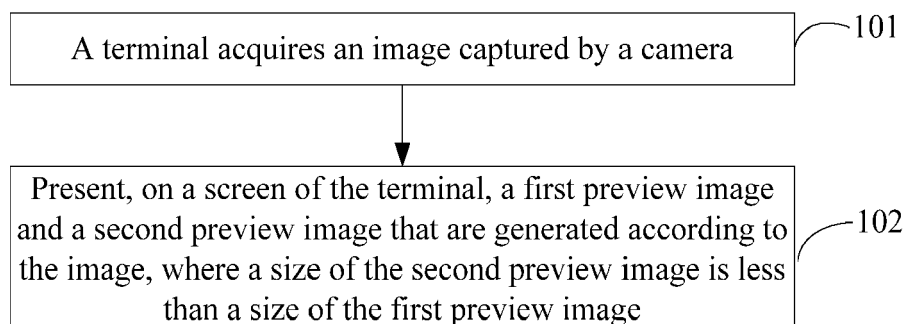 A terminal acquires an image captured by a camera
101
Present, on a screen of the terminal, a first preview image
and a second preview image that are generated according to
the image, where a size of the second preview image is less
than a size of the first preview image
102